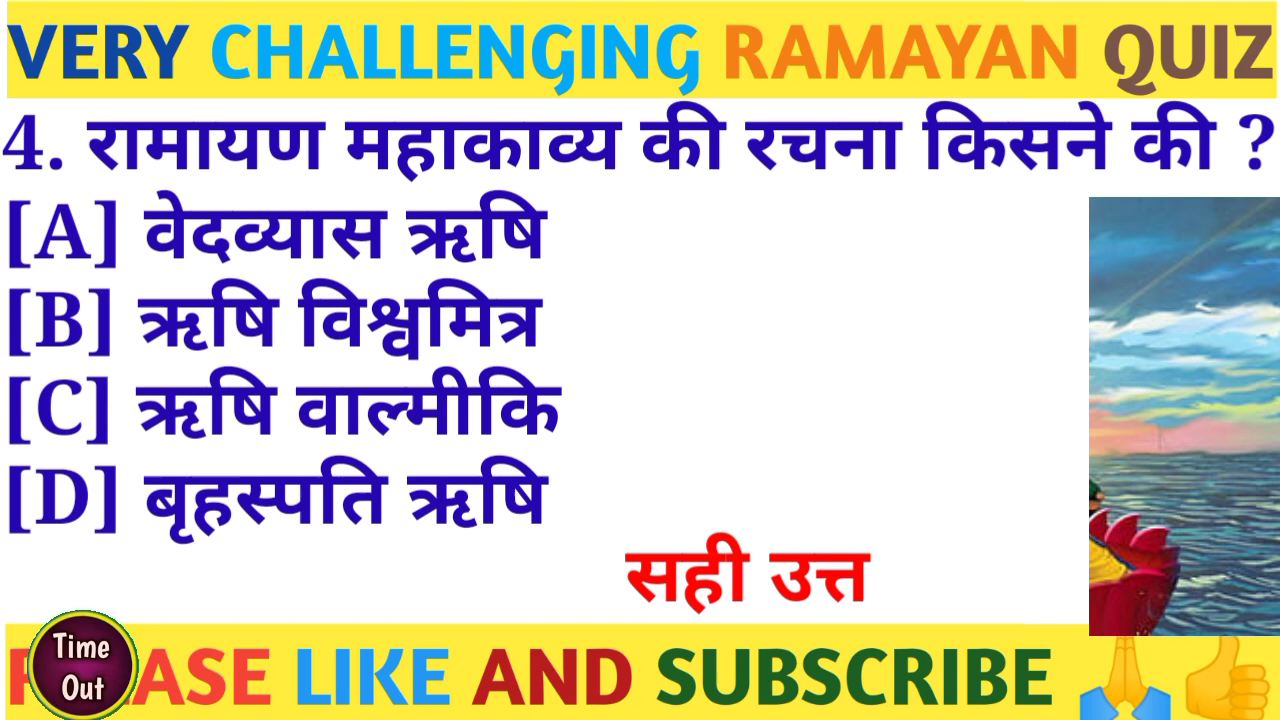 VERY CHALLENGING RAMAYAN QUIZ
4. रामायण महाकाव्य की रचना किसने की ?
[A] वेदव्यास ऋषि
[B] ऋषि विश्वमित्र
[C] ऋषि वाल्मीकि
[D] बृहस्पति ऋषि
सही उत्त
Time
Out
P ASE LIKE AND SUBSCRIBE